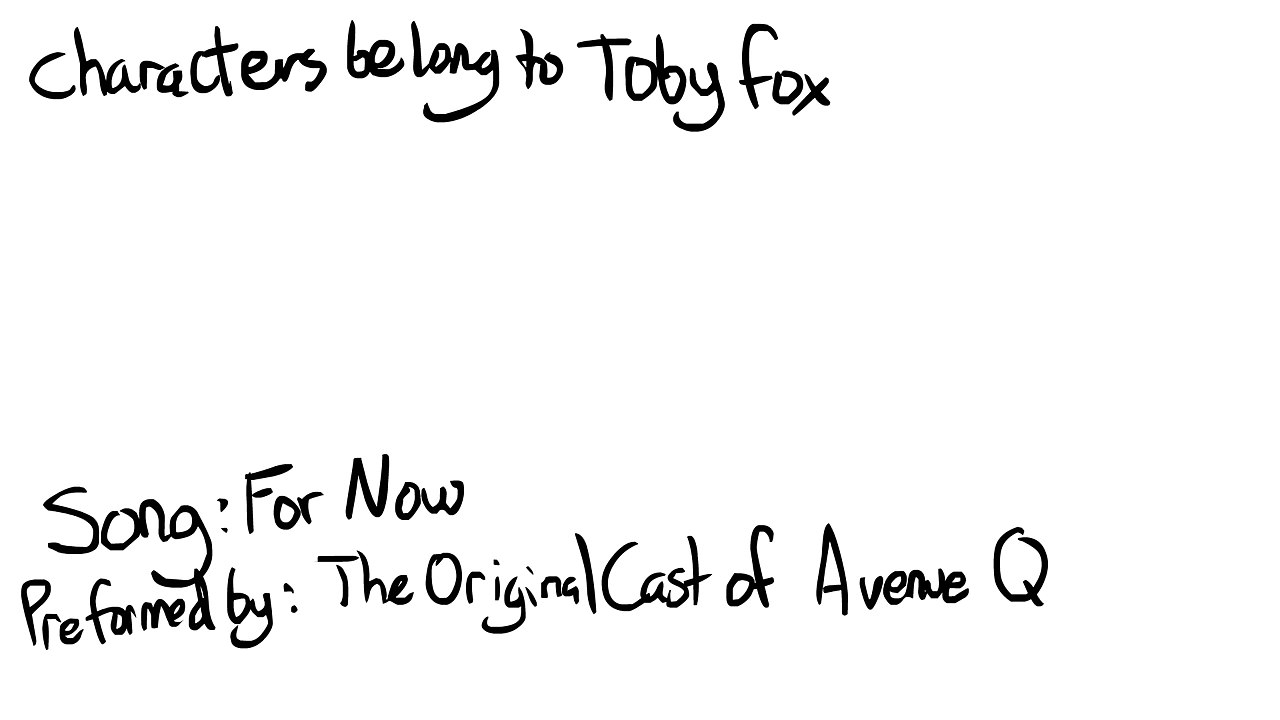 Characters belong to Toby fox
Song: For Now
Preformed by: The Original Cast of Avenue Q